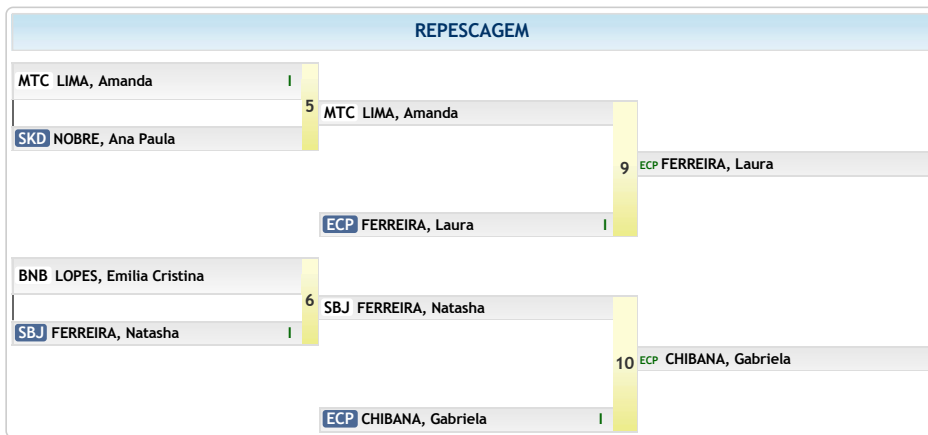 REPESCAGEM
MTC LIMA, Amanda I
5
SKD NOBRE, Ana Paula
MTC LIMA, Amanda
9
ECP FERREIRA, Laura
ECP FERREIRA, Laura I
BNB LOPES, Emilia Cristina
6
SBJ FERREIRA, Natasha I
SBJ FERREIRA, Natasha
10
ECP CHIBANA, Gabriela
ECP CHIBANA, Gabriela I